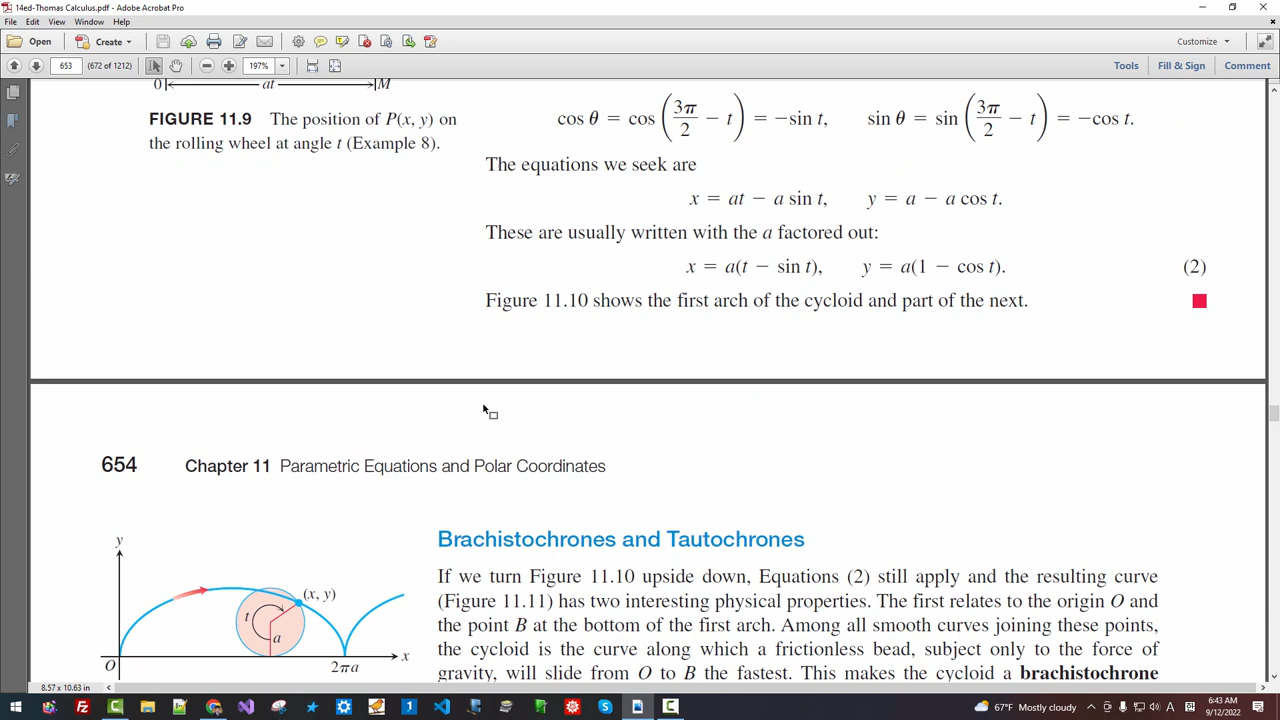 14ed-Thomas Calculus.pdf - Adobe Acrobat Pro
File Edit View Window Help
Open Create Customize
653 (672 of 1212) 197% Tools Fill & Sign Comment
0 at M
FIGURE 11.9 The position of P(x, y) on
the rolling wheel at angle t (Example 8).
cos θ = cos (3π/2 − t) = −sin t, sin θ = sin (3π/2 − t) = −cos t.
The equations we seek are
x = at − a sin t, y = a − a cos t.
These are usually written with the a factored out:
x = a(t − sin t), y = a(1 − cos t). (2)
Figure 11.10 shows the first arch of the cycloid and part of the next.
654 Chapter 11 Parametric Equations and Polar Coordinates
y
(x, y)
t
a
O
2πa
x
Brachistochrones and Tautochrones
If we turn Figure 11.10 upside down, Equations (2) still apply and the resulting curve
(Figure 11.11) has two interesting physical properties. The first relates to the origin O and
the point B at the bottom of the first arch. Among all smooth curves joining these points,
the cycloid is the curve along which a frictionless bead, subject only to the force of
gravity, will slide from O to B the fastest. This makes the cycloid a brachistochrone
8.57 x 10.63 in
67°F Mostly cloudy
6:43 AM
9/12/2022